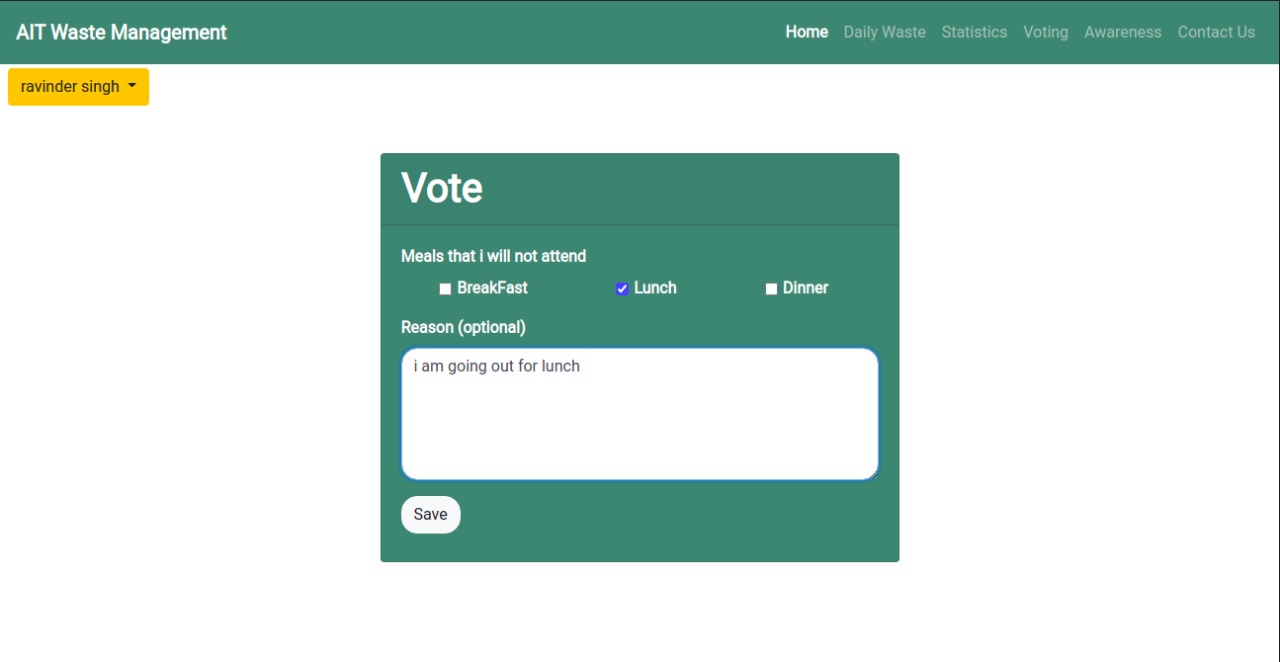 AIT Waste Management Home Daily Waste Statistics Voting Awareness Contact Us
ravinder singh
Vote
Meals that i will not attend
BreakFast Lunch Dinner
Reason (optional)
i am going out for lunch
Save